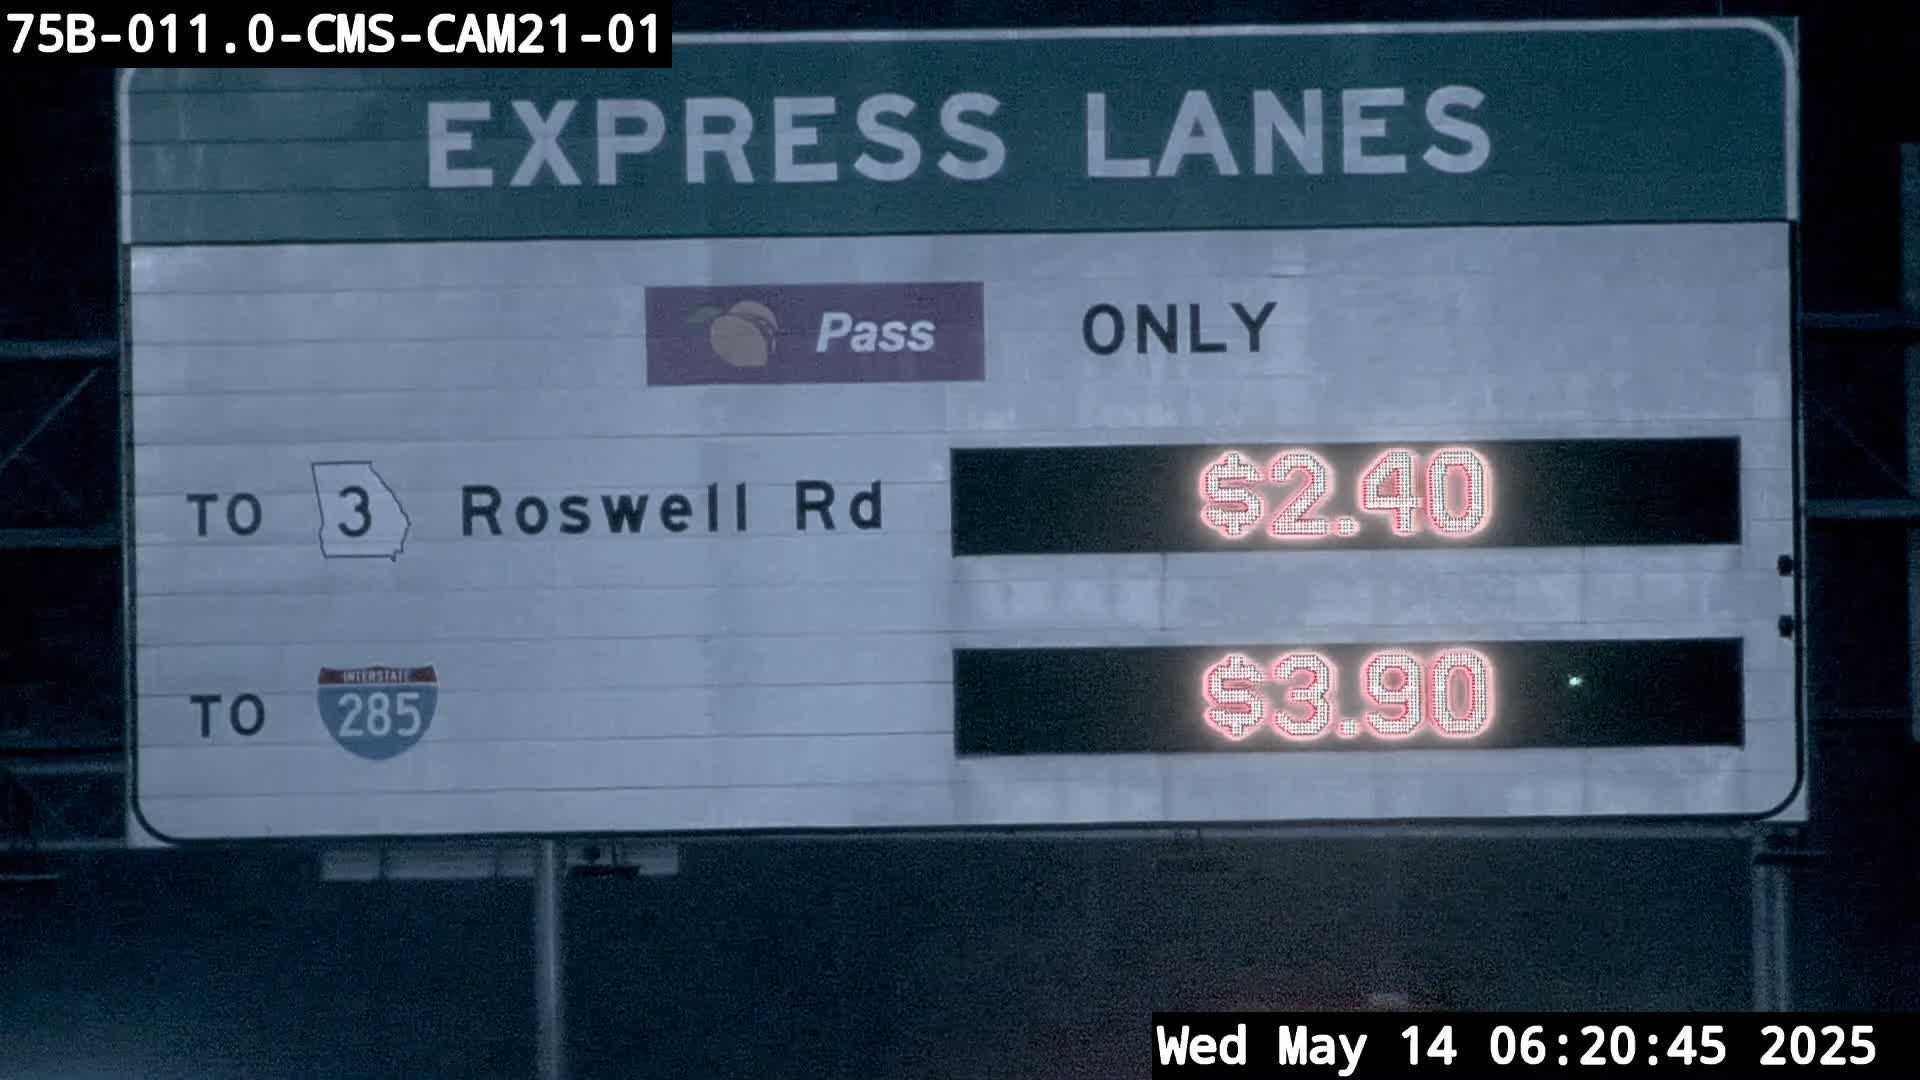 75B-011.0-CMS-CAM21-01
EXPRESS LANES
Pass ONLY
TO 3 Roswell Rd $2.40
INTERSTATE
TO 285 $3.90
Wed May 14 06:20:45 2025